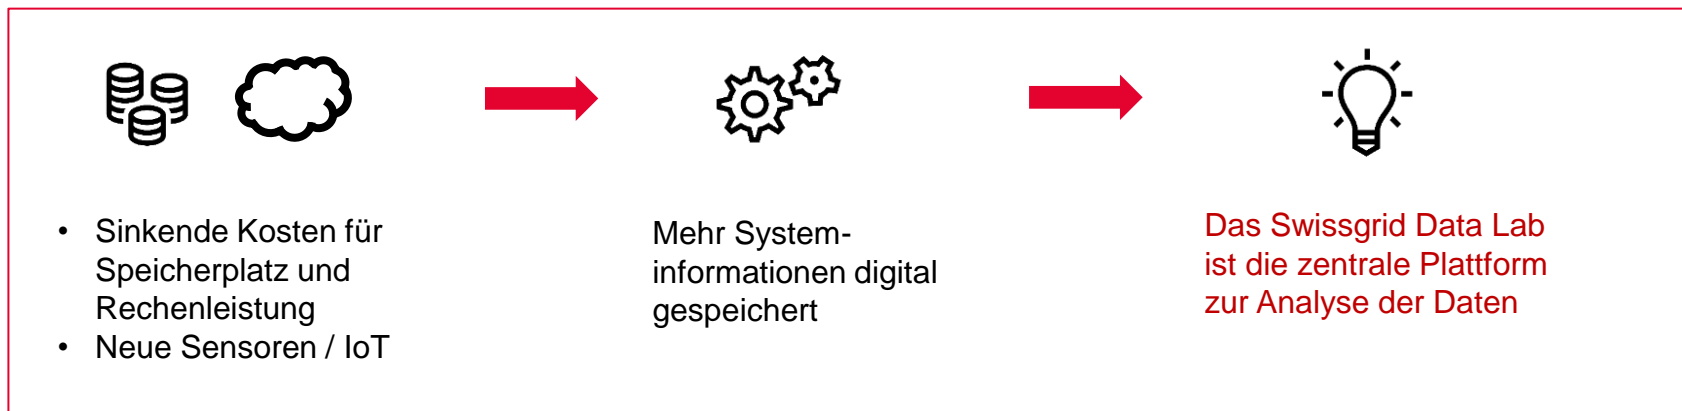 • Sinkende Kosten für
Speicherplatz und
Rechenleistung
• Neue Sensoren / IoT
Mehr System-
informationen digital
gespeichert
Das Swissgrid Data Lab
ist die zentrale Plattform
zur Analyse der Daten